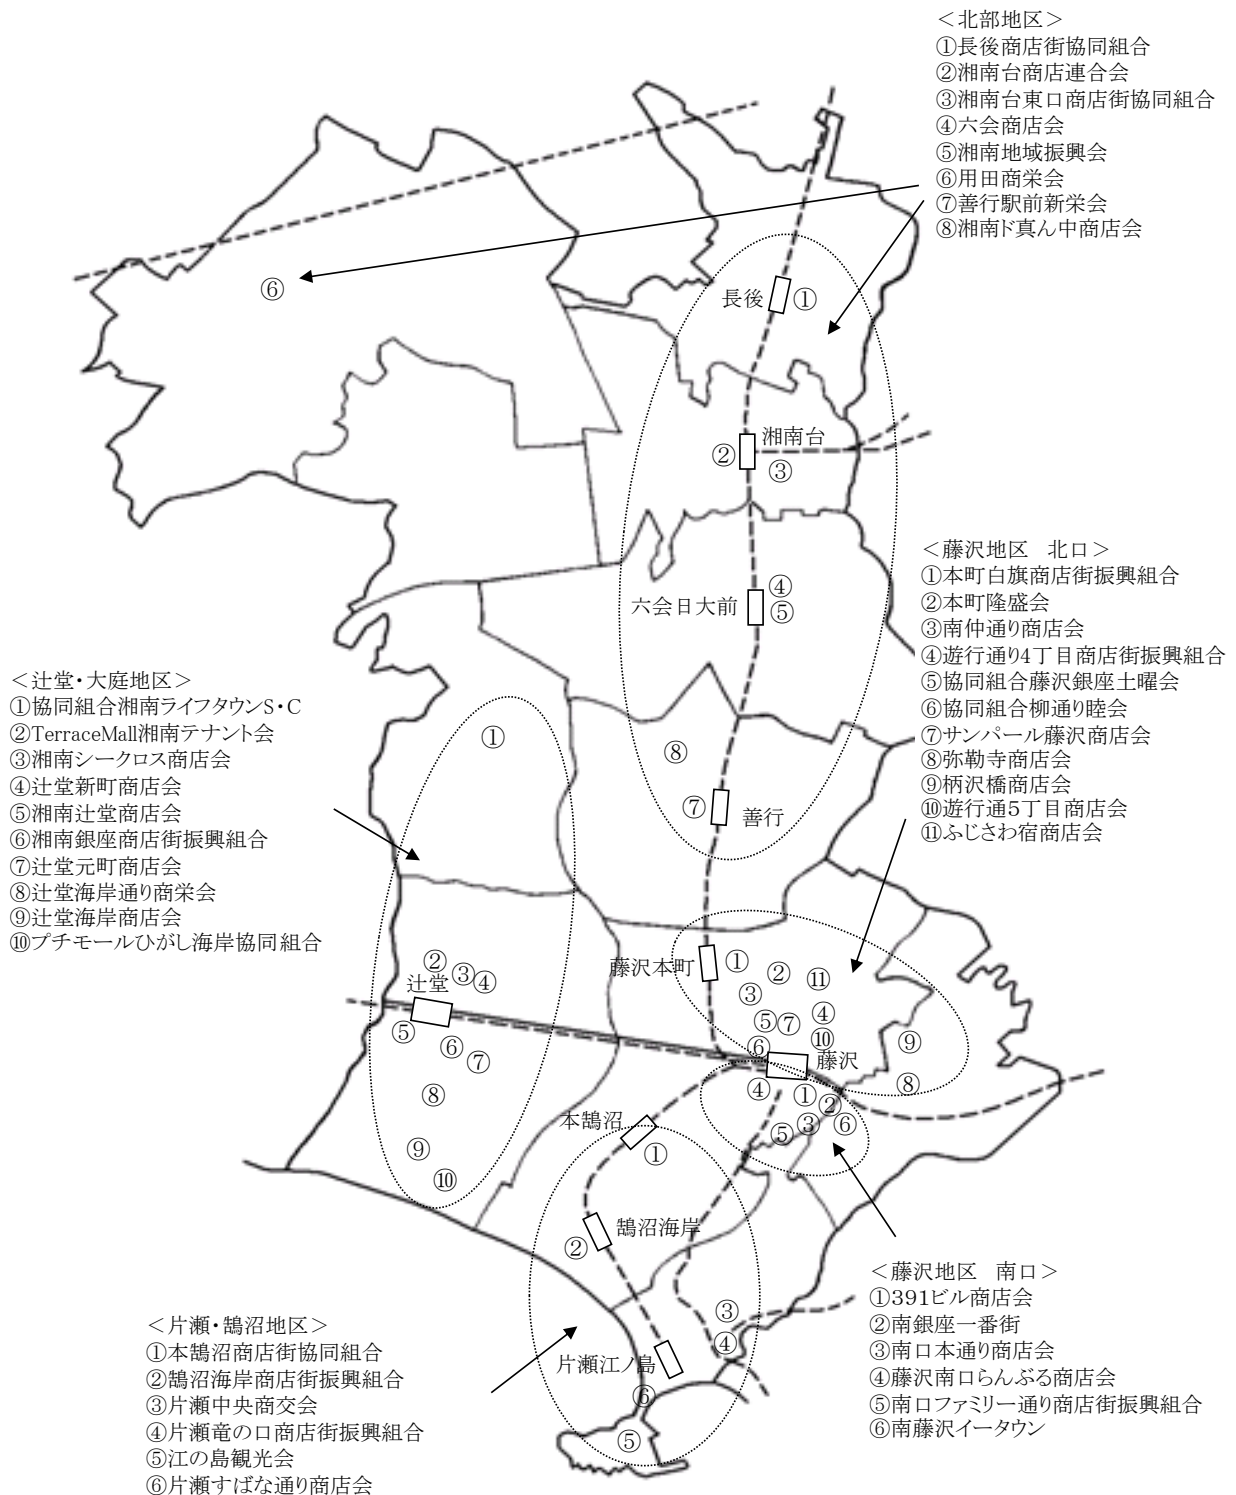 <北部地区>
①長後商店街協同組合
②湘南台商店連合会
③湘南台東口商店街協同組合
④六会商店会
⑤湘南地域振興会
⑥用田商栄会
⑦善行駅前新栄会
⑧湘南ド真ん中商店会
⑥
長後 ①
湘南台
② ③
<藤沢地区 北口>
①本町白旗商店街振興組合
②本町隆盛会
③南仲通り商店会
④遊行通り4丁目商店街振興組合
⑤協同組合藤沢銀座土曜会
⑥協同組合柳通り睦会
⑦サンパール藤沢商店会
⑧弥勒寺商店会
⑨柄沢橋商店会
⑩遊行通5丁目商店会
⑪ふじさわ宿商店会
④
六会日大前 ⑤
<辻堂・大庭地区>
①協同組合湘南ライフタウンS・C
②TerraceMall湘南テナント会
③湘南シークロス商店会
④辻堂新町商店会
⑤湘南辻堂商店会
⑥湘南銀座商店街振興組合
⑦辻堂元町商店会
⑧辻堂海岸通り商栄会
⑨辻堂海岸商店会
⑩プチモールひがし海岸協同組合
①
⑧
⑦ 善行
藤沢本町 ① ② ⑪
③ ④
⑤ ⑦
⑥ ⑩ ⑨
藤沢
⑧
② ③ ④
辻堂
⑤ ⑥ ⑦
⑧
⑨
⑩
④ ① ②
⑤ ③ ⑥
本鵠沼
①
鵠沼海岸
②
③
④
片瀬江ノ島
⑥
⑤
<藤沢地区 南口>
①391ビル商店会
②南銀座一番街
③南口本通り商店会
④藤沢南口らんぶる商店会
⑤南口ファミリー通り商店街振興組合
⑥南藤沢イータウン
<片瀬・鵠沼地区>
①本鵠沼商店街協同組合
②鵠沼海岸商店街振興組合
③片瀬中央商交会
④片瀬竜の口商店街振興組合
⑤江の島観光会
⑥片瀬すばな通り商店会